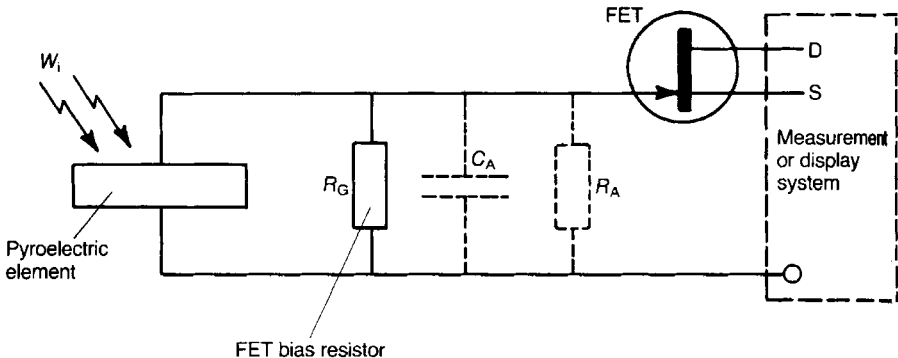 FET
W_i
D
S
Measurement
or display
system
C_A
R_G
R_A
Pyroelectric
element
FET bias resistor